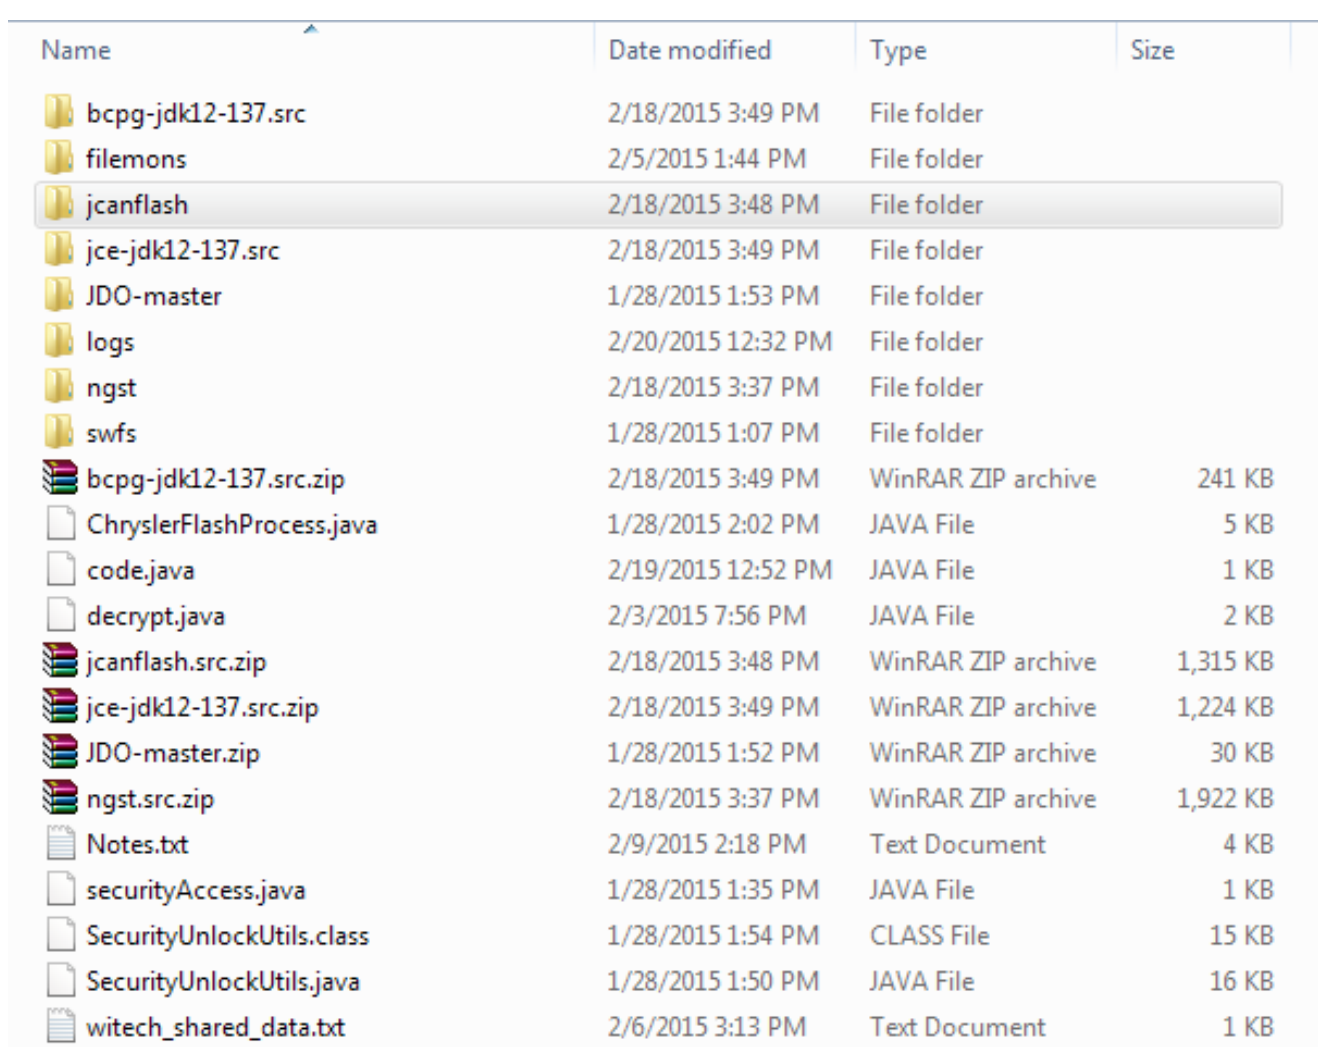 Name Date modified Type Size
bcpg-jdk12-137.src 2/18/2015 3:49 PM File folder
filemons 2/5/2015 1:44 PM File folder
jcanflash 2/18/2015 3:48 PM File folder
jce-jdk12-137.src 2/18/2015 3:49 PM File folder
JDO-master 1/28/2015 1:53 PM File folder
logs 2/20/2015 12:32 PM File folder
ngst 2/18/2015 3:37 PM File folder
swfs 1/28/2015 1:07 PM File folder
bcpg-jdk12-137.src.zip 2/18/2015 3:49 PM WinRAR ZIP archive 241 KB
ChryslerFlashProcess.java 1/28/2015 2:02 PM JAVA File 5 KB
code.java 2/19/2015 12:52 PM JAVA File 1 KB
decrypt.java 2/3/2015 7:56 PM JAVA File 2 KB
jcanflash.src.zip 2/18/2015 3:48 PM WinRAR ZIP archive 1,315 KB
jce-jdk12-137.src.zip 2/18/2015 3:49 PM WinRAR ZIP archive 1,224 KB
JDO-master.zip 1/28/2015 1:52 PM WinRAR ZIP archive 30 KB
ngst.src.zip 2/18/2015 3:37 PM WinRAR ZIP archive 1,922 KB
Notes.txt 2/9/2015 2:18 PM Text Document 4 KB
securityAccess.java 1/28/2015 1:35 PM JAVA File 1 KB
SecurityUnlockUtils.class 1/28/2015 1:54 PM CLASS File 15 KB
SecurityUnlockUtils.java 1/28/2015 1:50 PM JAVA File 16 KB
witech_shared_data.txt 2/6/2015 3:13 PM Text Document 1 KB